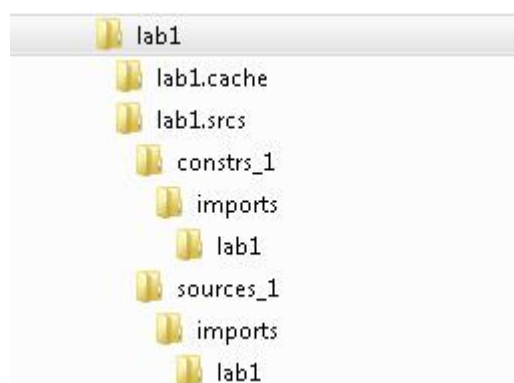 lab1
lab1.cache
lab1.srcs
constrs_1
imports
lab1
sources_1
imports
lab1